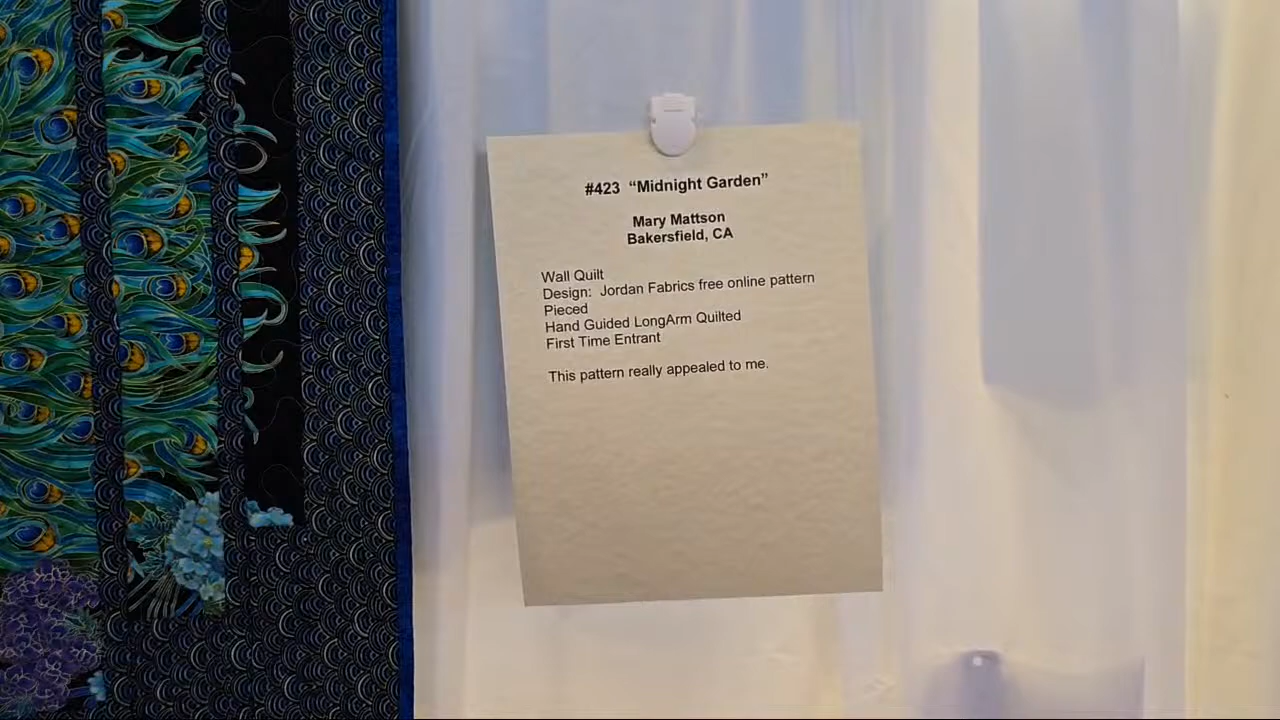 #423 “Midnight Garden”
Mary Mattson
Bakersfield, CA
Wall Quilt
Design: Jordan Fabrics free online pattern
Pieced
Hand Guided LongArm Quilted
First Time Entrant
This pattern really appealed to me.